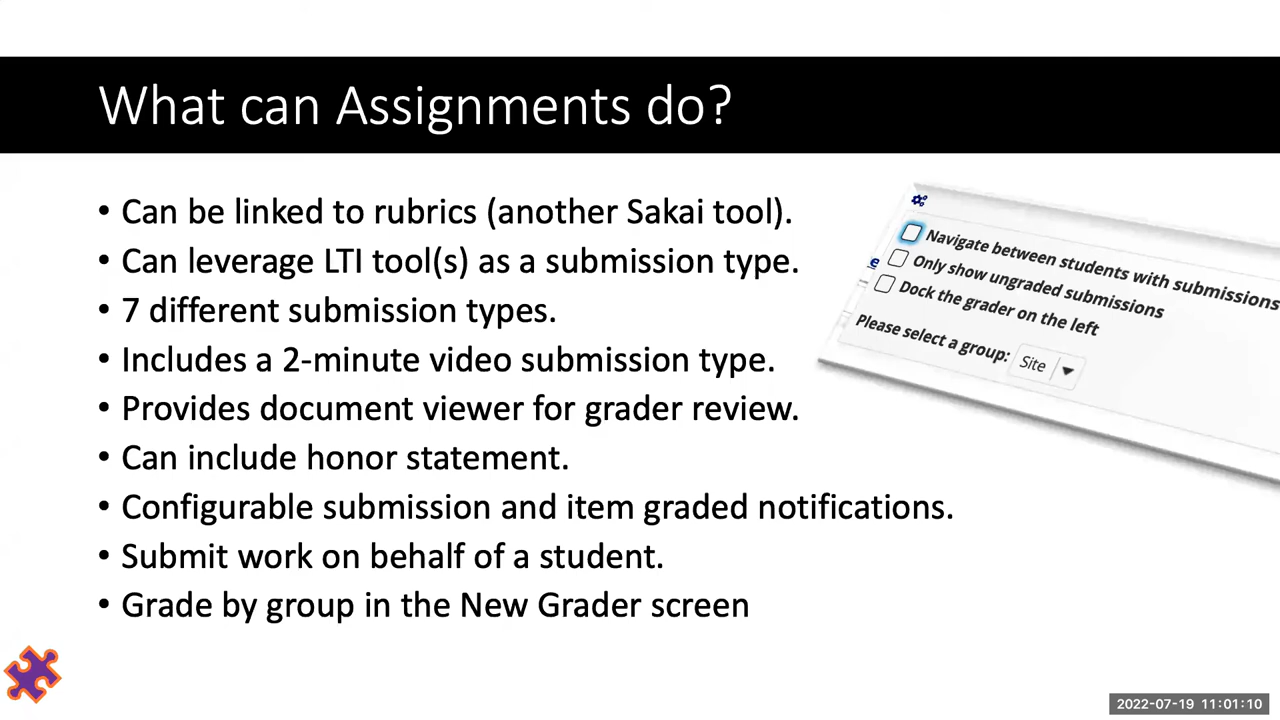 What can Assignments do?
• Can be linked to rubrics (another Sakai tool).
• Can leverage LTI tool(s) as a submission type.
• 7 different submission types.
• Includes a 2-minute video submission type.
• Provides document viewer for grader review.
• Can include honor statement.
• Configurable submission and item graded notifications.
• Submit work on behalf of a student.
• Grade by group in the New Grader screen
Navigate between students with submissions
Only show ungraded submissions
Dock the grader on the left
Please select a group: Site
2022-07-19 11:01:10